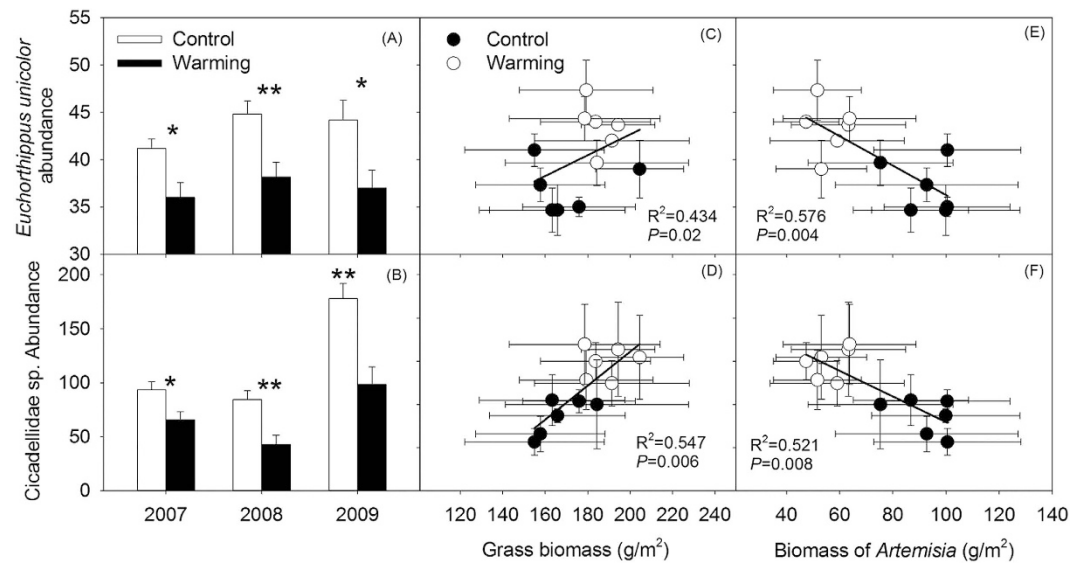 Euchorthippus unicolor
abundance
55
50
45
40
35
30
Control
Warming
(A)
*
**
*
Control
Warming
(C)
R²=0.434
P=0.02
(E)
R²=0.576
P=0.004
Cicadellidae sp. Abundance
200
150
100
50
0
(B)
*
**
**
2007 2008 2009
(D)
R²=0.547
P=0.006
120 140 160 180 200 220 240
Grass biomass (g/m²)
(F)
R²=0.521
P=0.008
40 60 80 100 120 140
Biomass of Artemisia (g/m²)